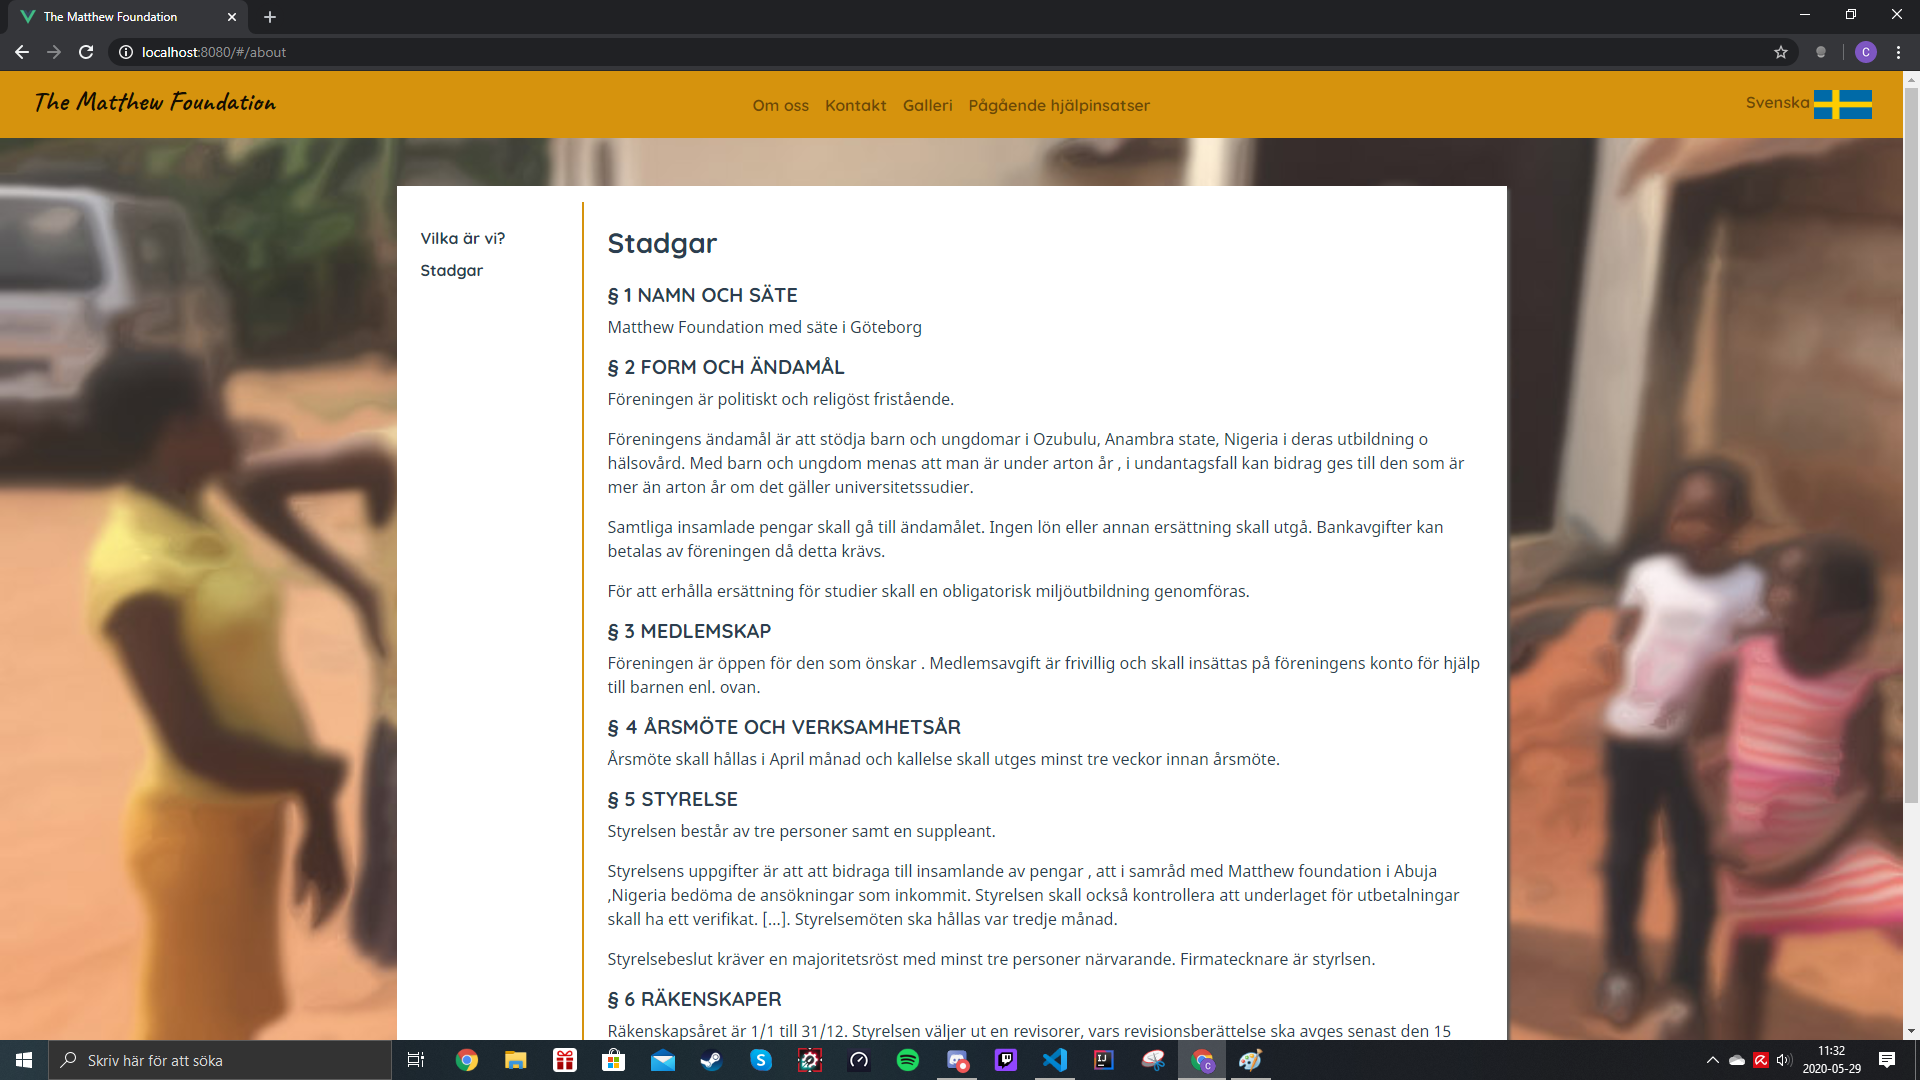 The Matthew Foundation
localhost:8080/#/about
C
The Matthew Foundation
Om oss
Kontakt
Galleri
Pågående hjälpinsatser
Svenska
Vilka är vi?
Stadgar
Stadgar
§ 1 NAMN OCH SÄTE
Matthew Foundation med säte i Göteborg
§ 2 FORM OCH ÄNDAMÅL
Föreningen är politiskt och religöst fristående.
Föreningens ändamål är att stödja barn och ungdomar i Ozubulu, Anambra state, Nigeria i deras utbildning o
hälsovård. Med barn och ungdom menas att man är under arton år , i undantagsfall kan bidrag ges till den som är
mer än arton år om det gäller universitetssudier.
Samtliga insamlade pengar skall gå till ändamålet. Ingen lön eller annan ersättning skall utgå. Bankavgifter kan
betalas av föreningen då detta krävs.
För att erhålla ersättning för studier skall en obligatorisk miljöutbildning genomföras.
§ 3 MEDLEMSKAP
Föreningen är öppen för den som önskar . Medlemsavgift är frivillig och skall insättas på föreningens konto för hjälp
till barnen enl. ovan.
§ 4 ÅRSMÖTE OCH VERKSAMHETSÅR
Årsmöte skall hållas i April månad och kallelse skall utges minst tre veckor innan årsmöte.
§ 5 STYRELSE
Styrelsen består av tre personer samt en suppleant.
Styrelsens uppgifter är att att bidraga till insamlande av pengar , att i samråd med Matthew foundation i Abuja
,Nigeria bedöma de ansökningar som inkommit. Styrelsen skall också kontrollera att underlaget för utbetalningar
skall ha ett verifikat. [...]. Styrelsemöten ska hållas var tredje månad.
Styrelsebeslut kräver en majoritetsröst med minst tre personer närvarande. Firmatecknare är styrlsen.
§ 6 RÄKENSKAPER
Räkenskapsåret är 1/1 till 31/12. Styrelsen väljer ut en revisorer, vars revisionsberättelse ska avges senast den 15
Skriv här för att söka
11:32
2020-05-29